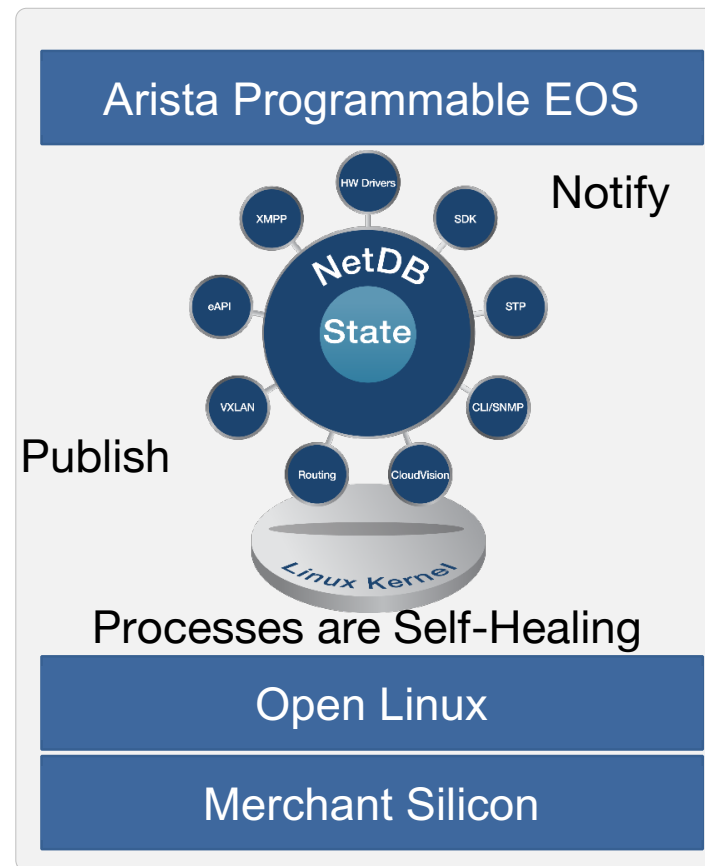 Arista Programmable EOS
HW Drivers
Notify
XMPP
SDK
NetDB
eAPI
STP
State
VXLAN
CLI/SNMP
Publish
Routing
CloudVision
Linux Kernel
Processes are Self-Healing
Open Linux
Merchant Silicon